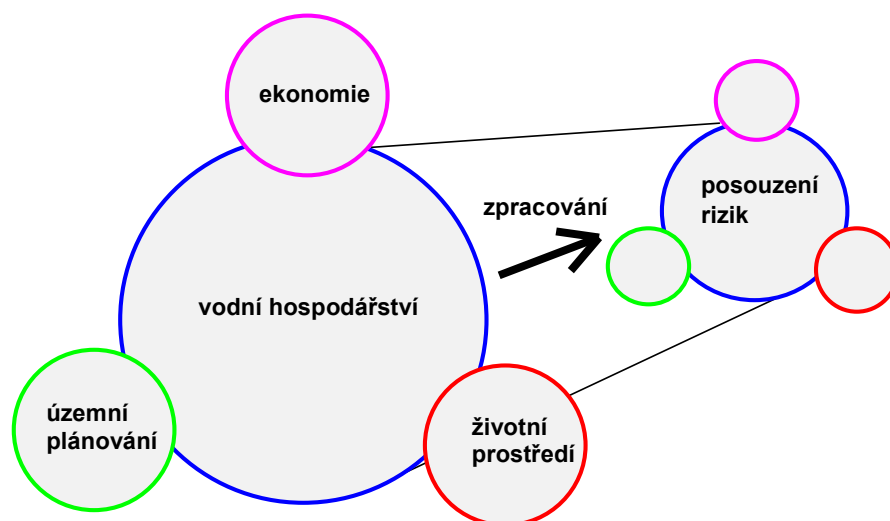 ekonomie
posouzení
rizik
zpracování
vodní hospodářství
územní
plánování
životní
prostředí